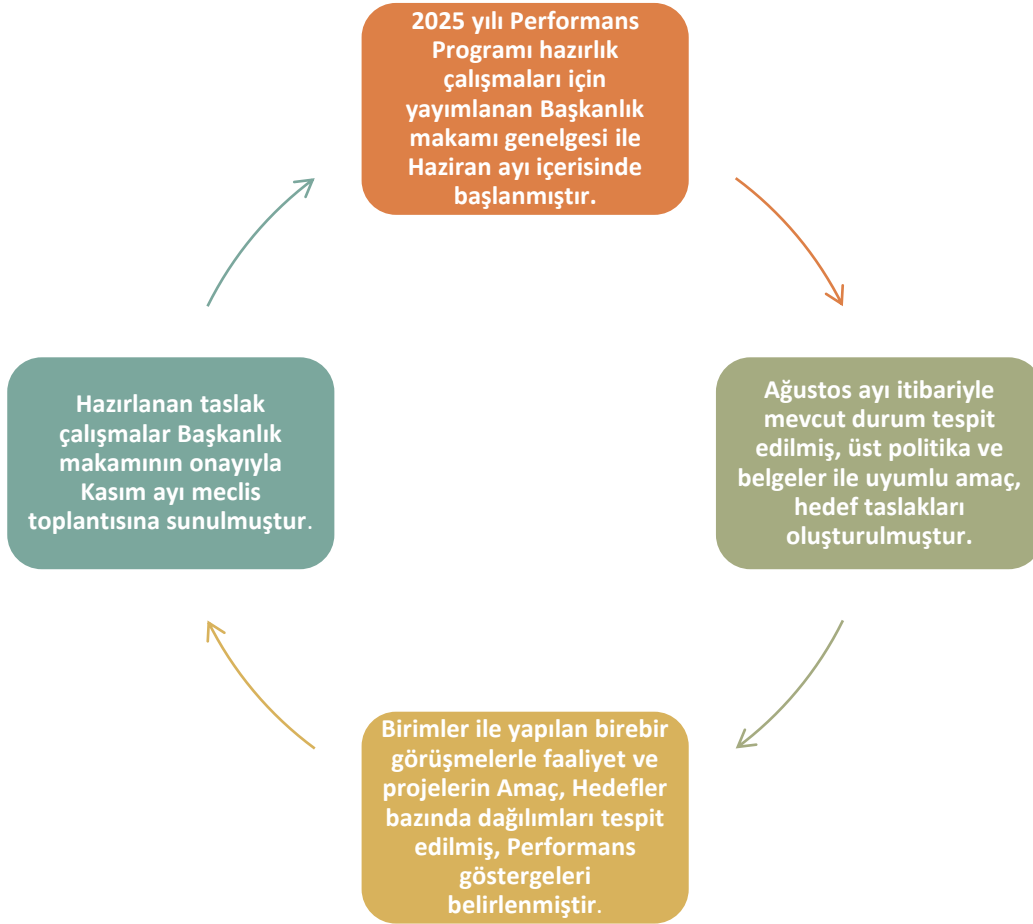 2025 yılı Performans
Programı hazırlık
çalışmaları için
yayımlanan Başkanlık
makamı genelgesi ile
Haziran ayı içerisinde
başlanmıştır.
Ağustos ayı itibariyle
mevcut durum tespit
edilmiş, üst politika ve
belgeler ile uyumlu amaç,
hedef taslakları
oluşturulmuştur.
Birimler ile yapılan birebir
görüşmelerle faaliyet ve
projelerin Amaç, Hedefler
bazında dağılımları tespit
edilmiş, Performans
göstergeleri
belirlenmiştir.
Hazırlanan taslak
çalışmalar Başkanlık
makamının onayıyla
Kasım ayı meclis
toplantısına sunulmuştur.